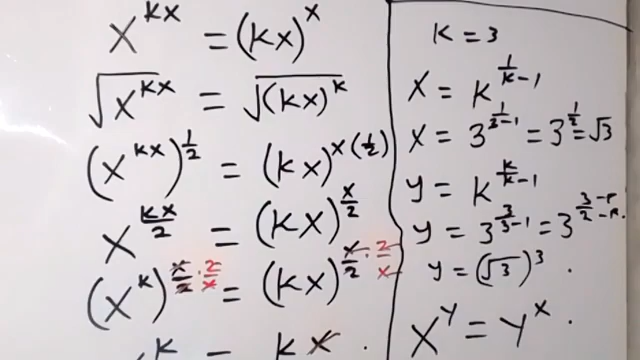 x^{kx} = (kx)^x
√(x^{kx}) = √((kx)^k)
(x^{kx})^{1/2} = (kx)^{x(1/2)}
x^{kx/2} = (kx)^{x/2}
(x^k)^{x/2 · 2/x} = (kx)^{x/2 · 2/x}
x^k = kx .
k = 3
x = k^{1/(k-1)}
x = 3^{1/(3-1)} = 3^{1/2} = √3
y = k^{k/(k-1)}
y = 3^{3/(3-1)} = 3^{3/2}
y = (√3)^3 .
x^y = y^x .